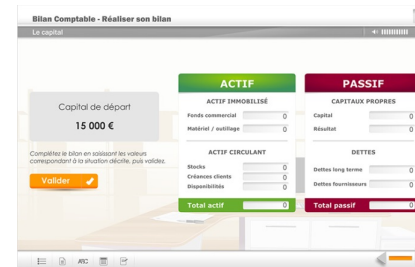 Bilan Comptable - Réaliser son bilan
Le capital
Capital de départ
15 000 €
Complétez le bilan en saisissant les valeurs
correspondant à la situation décrite, puis validez.
Valider
ACTIF
ACTIF IMMOBILISÉ
Fonds commercial 0
Matériel / outillage 0
ACTIF CIRCULANT
Stocks 0
Créances clients 0
Disponibilités 0
Total actif 0
PASSIF
CAPITAUX PROPRES
Capital 0
Résultat 0
DETTES
Dettes long terme 0
Dettes fournisseurs 0
Total passif 0